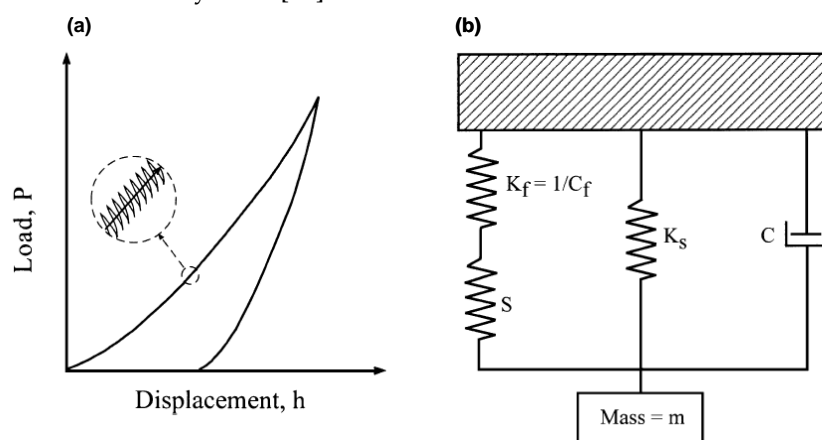 (a)
(b)
Load, P
Displacement, h
K_f = 1/C_f
K_s
C
S
Mass = m